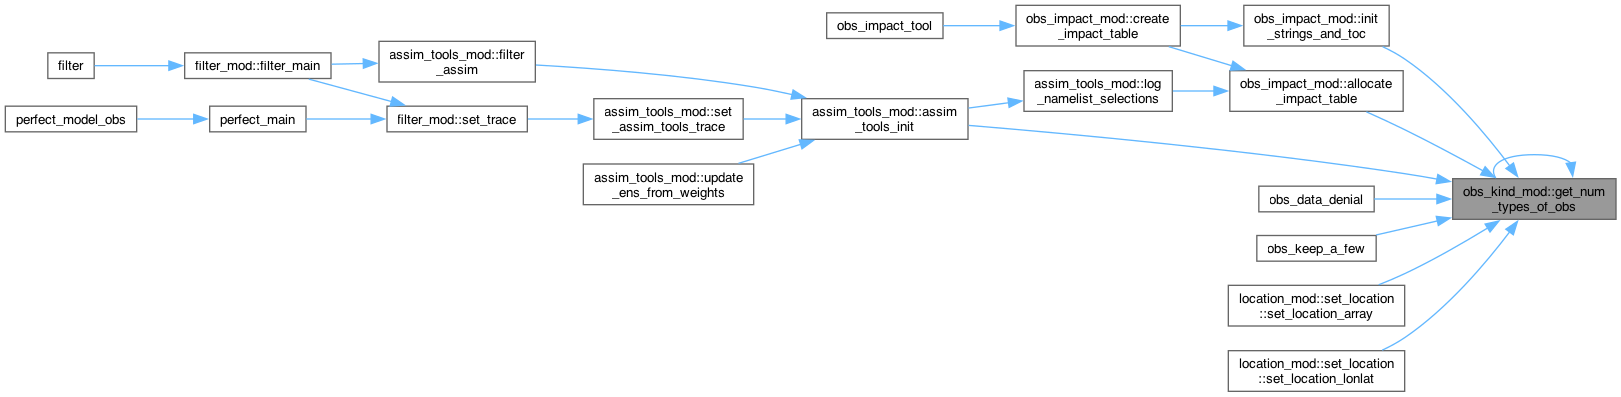 filter
perfect_model_obs
filter_mod::filter_main
perfect_main
assim_tools_mod::filter
_assim
filter_mod::set_trace
assim_tools_mod::set
_assim_tools_trace
assim_tools_mod::update
_ens_from_weights
obs_impact_tool
assim_tools_mod::assim
_tools_init
obs_impact_mod::create
_impact_table
assim_tools_mod::log
_namelist_selections
obs_impact_mod::init
_strings_and_toc
obs_impact_mod::allocate
_impact_table
obs_data_denial
obs_keep_a_few
location_mod::set_location
::set_location_array
location_mod::set_location
::set_location_lonlat
obs_kind_mod::get_num
_types_of_obs